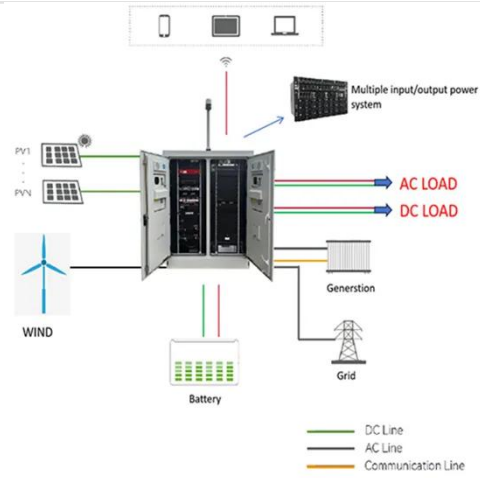 Multiple input/output power
system
PV1
PVN
AC LOAD
DC LOAD
Generstion
WIND
Grid
Battery
DC Line
AC Line
Communication Line